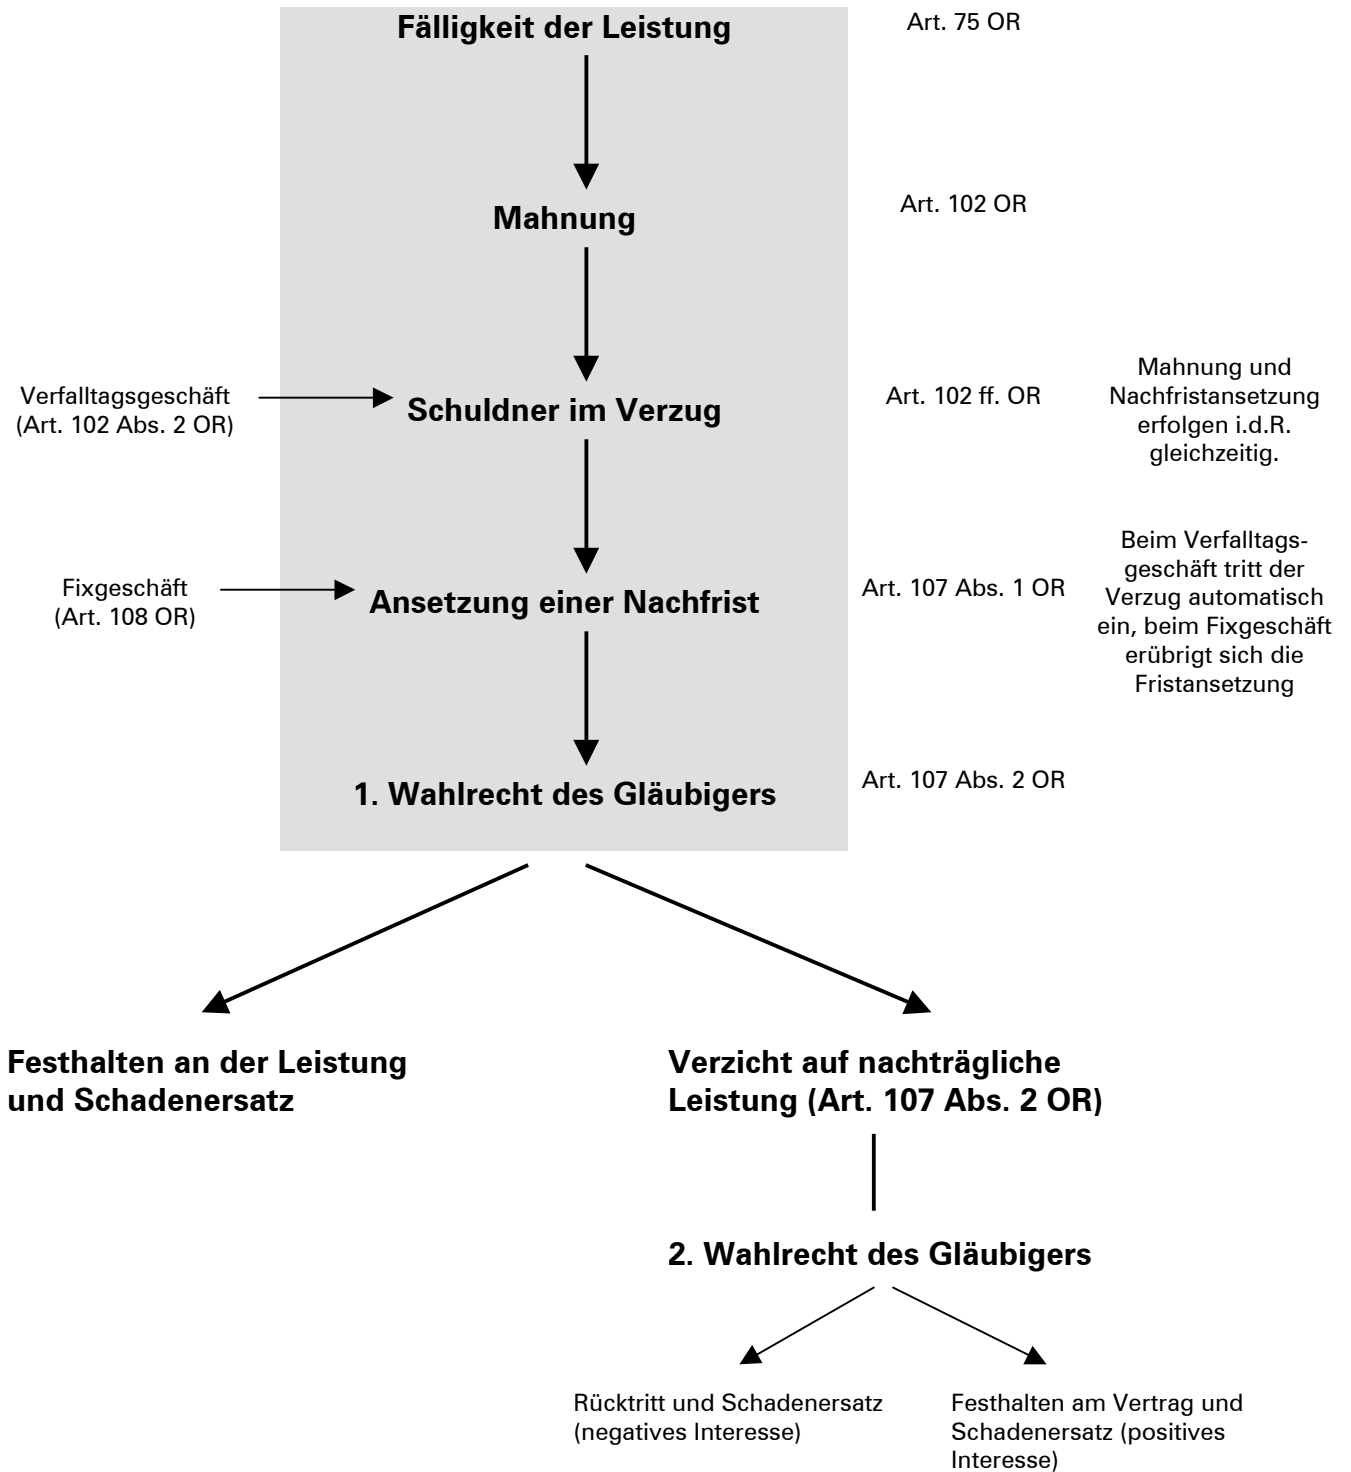 Fälligkeit der Leistung
Art. 75 OR
Mahnung
Art. 102 OR
Verfalltagsgeschäft
(Art. 102 Abs. 2 OR)
Schuldner im Verzug
Art. 102 ff. OR
Mahnung und
Nachfristansetzung
erfolgen i.d.R.
gleichzeitig.
Fixgeschäft
(Art. 108 OR)
Ansetzung einer Nachfrist
Art. 107 Abs. 1 OR
Beim Verfalltags-
geschäft tritt der
Verzug automatisch
ein, beim Fixgeschäft
erübrigt sich die
Fristansetzung
1. Wahlrecht des Gläubigers
Art. 107 Abs. 2 OR
Festhalten an der Leistung
und Schadenersatz
Verzicht auf nachträgliche
Leistung (Art. 107 Abs. 2 OR)
2. Wahlrecht des Gläubigers
Rücktritt und Schadenersatz
(negatives Interesse)
Festhalten am Vertrag und
Schadenersatz (positives
Interesse)